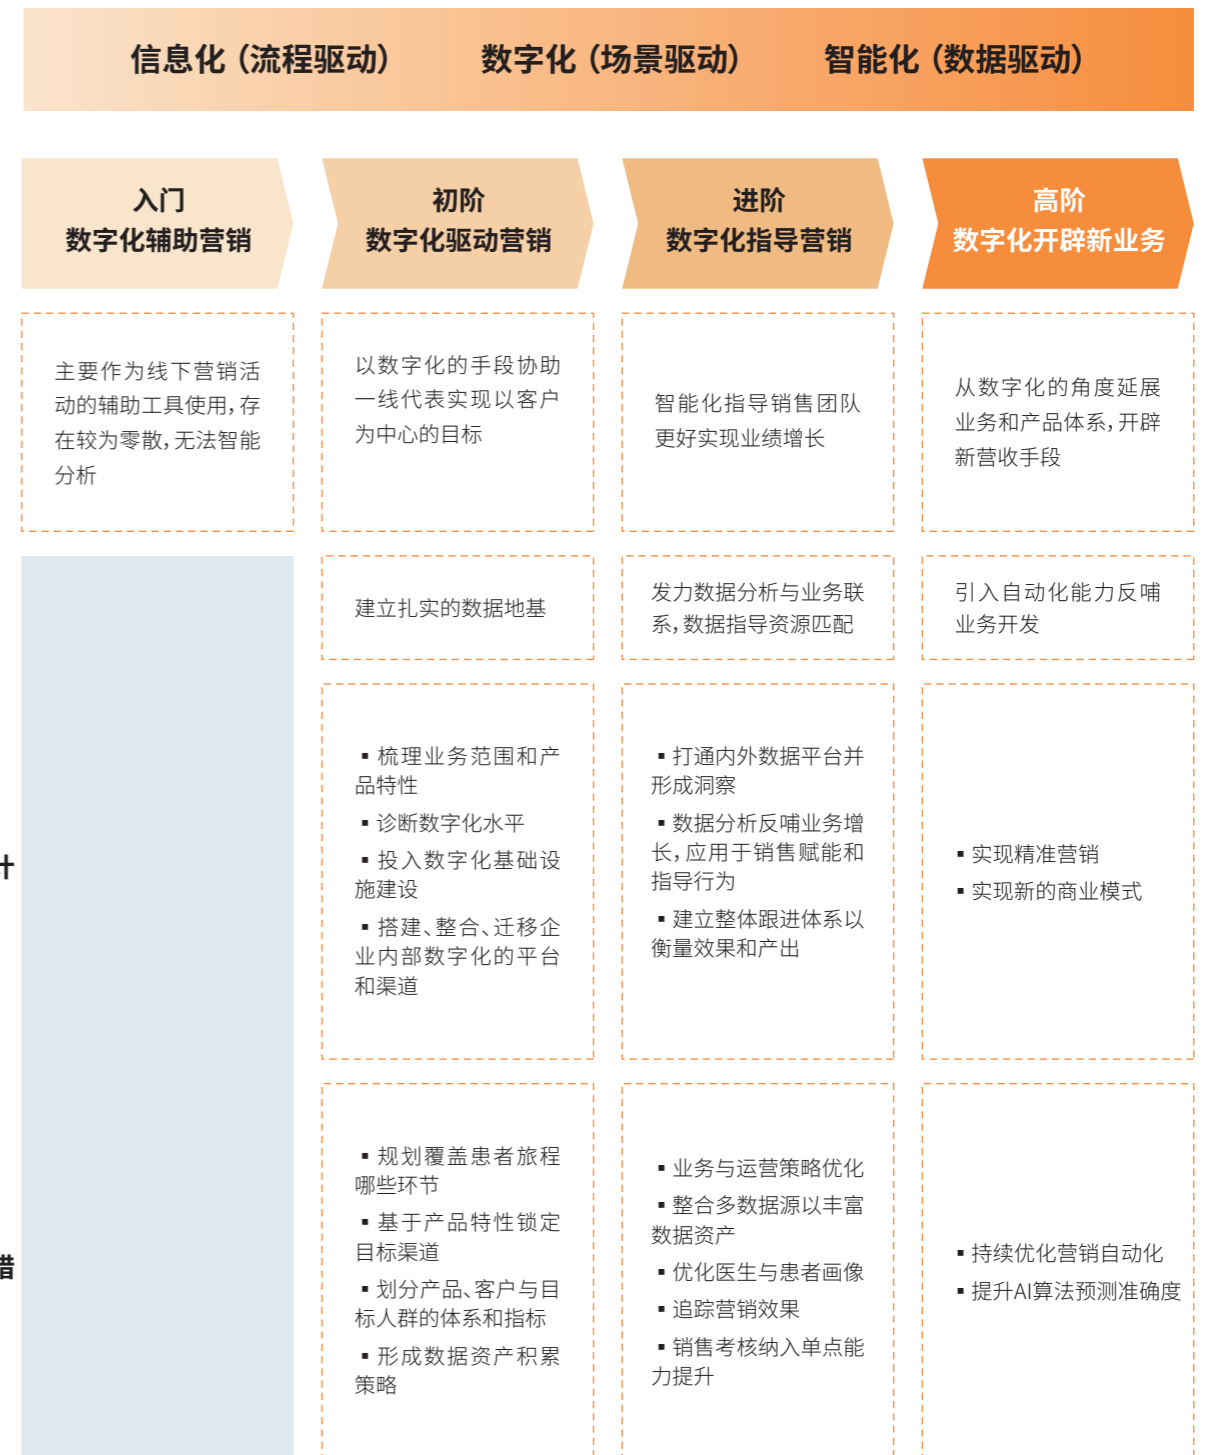 信息化（流程驱动） 数字化（场景驱动） 智能化（数据驱动）
入门
数字化辅助营销
初阶
数字化驱动营销
进阶
数字化指导营销
高阶
数字化开辟新业务
主要作为线下营销活
动的辅助工具使用，存
在较为零散，无法智能
分析
以数字化的手段协助
一线代表实现以客户
为中心的目标
智能化指导销售团队
更好实现业绩增长
从数字化的角度延展
业务和产品体系，开辟
新营收手段
建立扎实的数据地基
发力数据分析与业务联
系，数据指导资源匹配
引入自动化能力反哺
业务开发
▪ 梳理业务范围和产
品特性
▪ 诊断数字化水平
▪ 投入数字化基础设
施建设
▪ 搭建、整合、迁移企
业内部数字化的平台
和渠道
▪ 打通内外数据平台并
形成洞察
▪ 数据分析反哺业务增
长，应用于销售赋能和
指导行为
▪ 建立整体跟进体系以
衡量效果和产出
▪ 实现精准营销
▪ 实现新的商业模式
▪ 规划覆盖患者旅程
哪些环节
▪ 基于产品特性锁定
目标渠道
▪ 划分产品、客户与目
标人群的体系和指标
▪ 形成数据资产积累
策略
▪ 业务与运营策略优化
▪ 整合多数据源以丰富
数据资产
▪ 优化医生与患者画像
▪ 追踪营销效果
▪ 销售考核纳入单点能
力提升
▪ 持续优化营销自动化
▪ 提升AI算法预测准确度